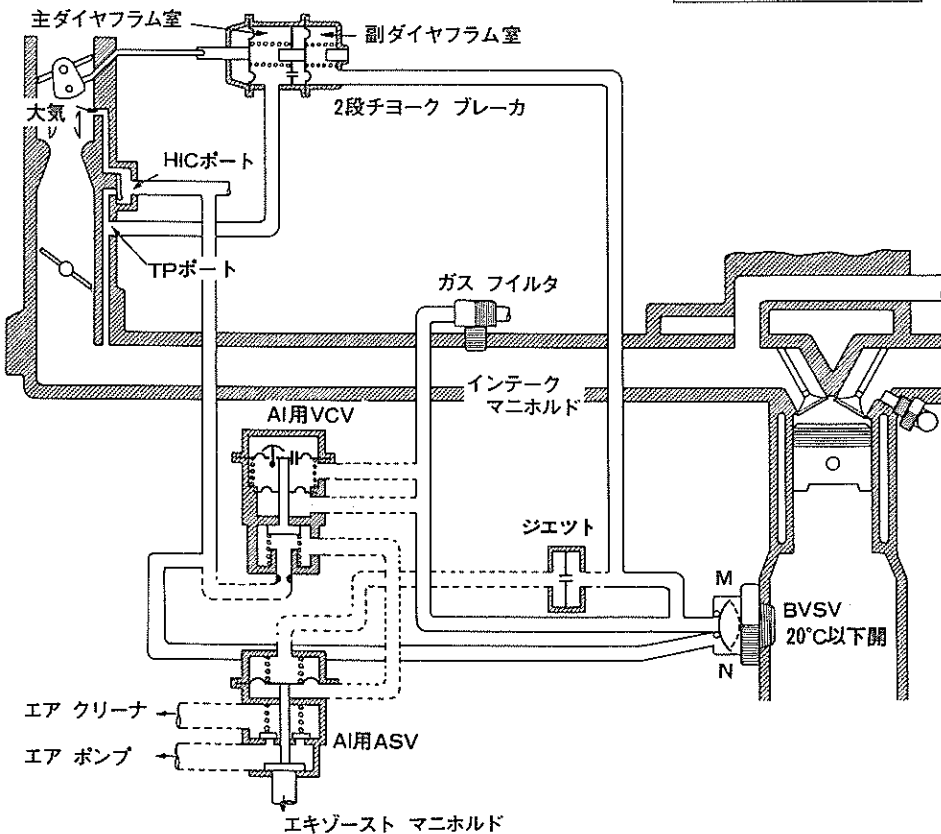 主ダイヤフラム室
副ダイヤフラム室
2段チヨーク ブレーカ
大気
HICポート
TPポート
ガス フイルタ
インテーク
マニホルド
AI用VCV
ジエツト
M
BVSV
20°C以下開
N
エア クリーナ
AI用ASV
エア ポンプ
エキゾースト マニホルド